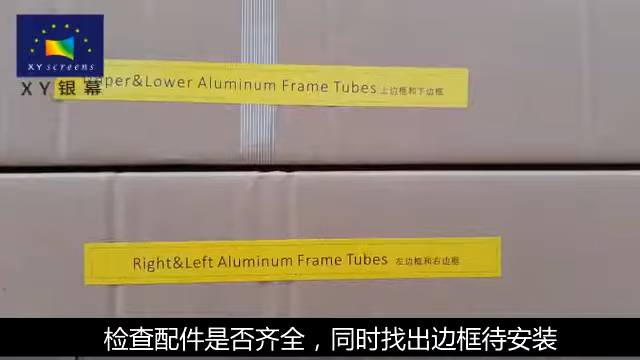 XY screens
XY银幕
&Lower Aluminum Frame Tubes 上边框和下边框
Right&Left Aluminum Frame Tubes 左边框和右边框
检查配件是否齐全，同时找出边框待安装